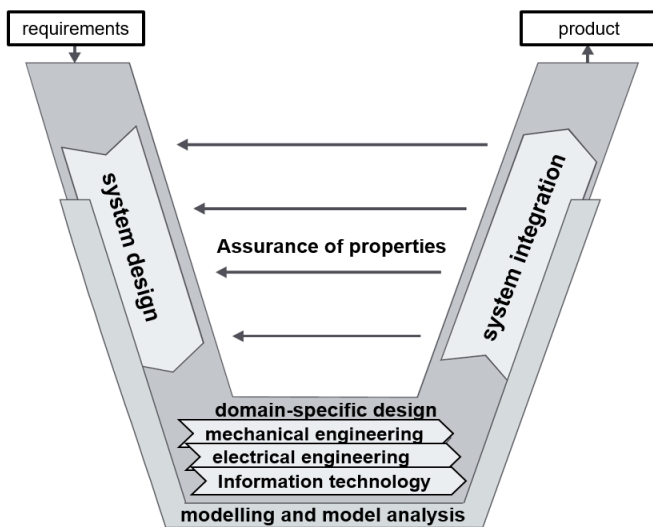 requirements
product
system design
system integration
Assurance of properties
domain-specific design
mechanical engineering
electrical engineering
Information technology
modelling and model analysis